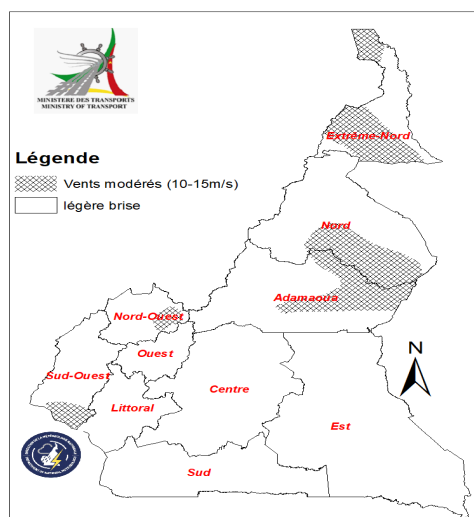 MINISTERE DES TRANSPORTS
MINISTRY OF TRANSPORT
Légende
Vents modérés (10-15m/s)
légère brise
Extrême-Nord
Nord
Adamaoua
Nord-Ouest
Ouest
Sud-Ouest
Littoral
Centre
Est
Sud
N